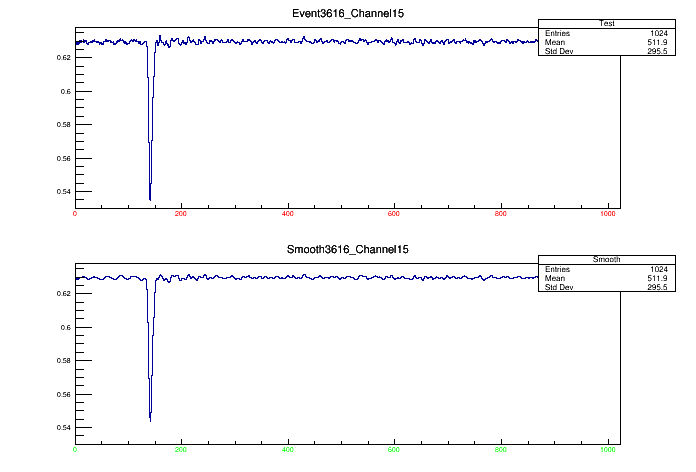 Event3616_Channel15
Test
Entries 1024
Mean 511.9
Std Dev 295.5
0.62
0.6
0.58
0.56
0.54
0 200 400 600 800 1000
Smooth3616_Channel15
Smooth
Entries 1024
Mean 511.9
Std Dev 295.5
0.62
0.6
0.58
0.56
0.54
0 200 400 600 800 1000